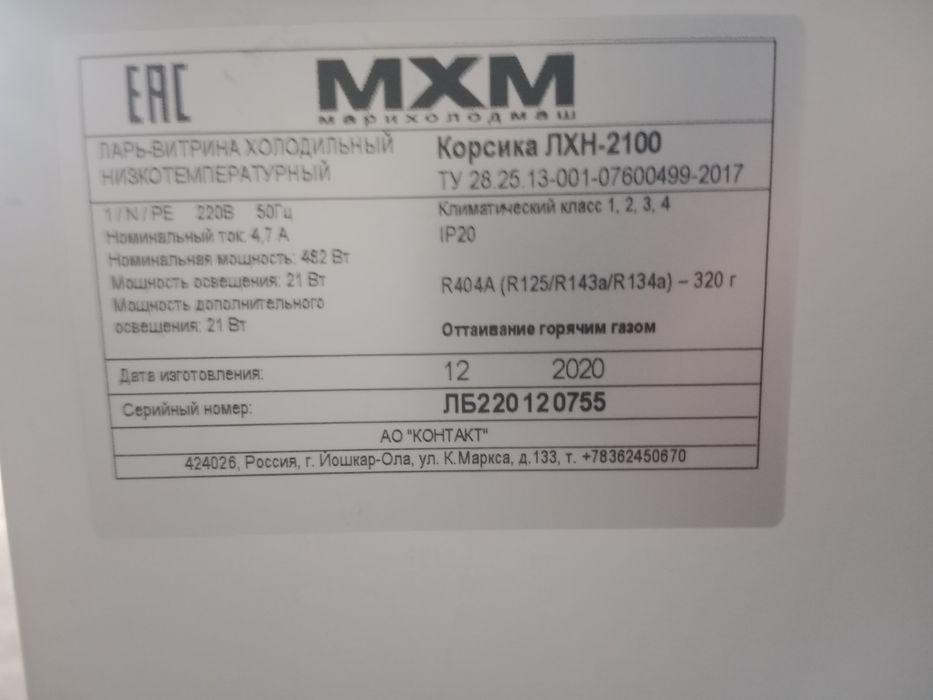 EAC
МХМ
марихолодмаш
ЛАРЬ-ВИТРИНА ХОЛОДИЛЬНЫЙ
НИЗКОТЕМПЕРАТУРНЫЙ
Корсика ЛХН-2100
ТУ 28.25.13-001-07600499-2017
1/N/PE 220В 50Гц
Номинальный ток: 4,7 А
Номинальная мощность: 482 Вт
Мощность освещения: 21 Вт
Мощность дополнительного
освещения: 21 Вт
Климатический класс 1, 2, 3, 4
IP20
R404A (R125/R143a/R134a) – 320 г
Оттаивание горячим газом
Дата изготовления: 12 2020
Серийный номер: ЛБ220120755
АО "КОНТАКТ"
424026, Россия, г. Йошкар-Ола, ул. К.Маркса, д.133, т. +78362450670